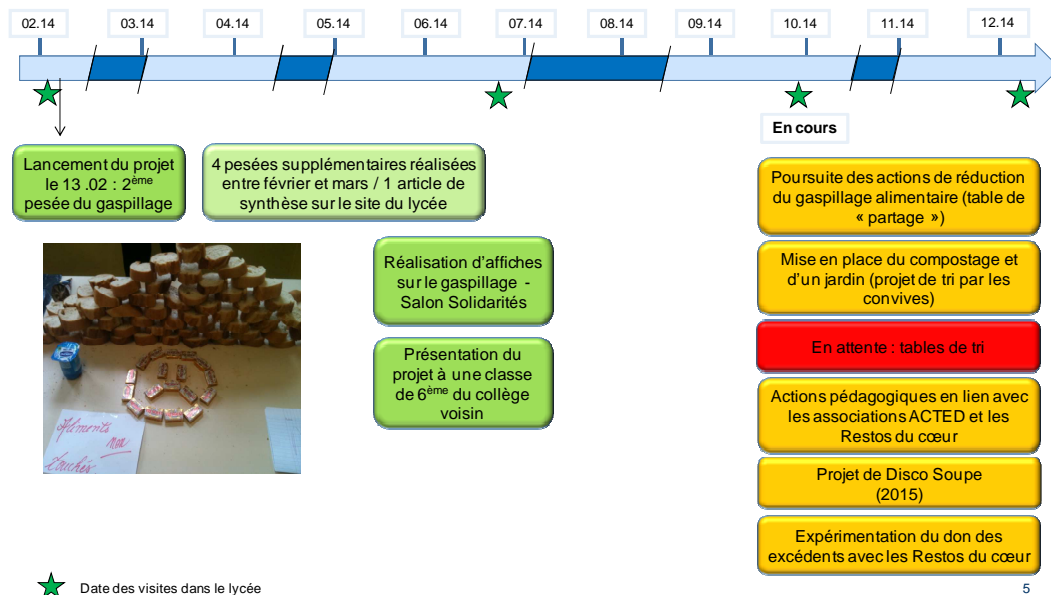 02.14 03.14 04.14 05.14 06.14 07.14 08.14 09.14 10.14 11.14 12.14
En cours
Lancement du projet
le 13 .02 : 2ème
pesée du gaspillage
4 pesées supplémentaires réalisées
entre février et mars / 1 article de
synthèse sur le site du lycée
Réalisation d'affiches
sur le gaspillage -
Salon Solidarités
Présentation du
projet à une classe
de 6ème du collège
voisin
Aliments
non
touchés
Poursuite des actions de réduction
du gaspillage alimentaire (table de
« partage »)
Mise en place du compostage et
d'un jardin (projet de tri par les
convives)
En attente : tables de tri
Actions pédagogiques en lien avec
les associations ACTED et les
Restos du cœur
Projet de Disco Soupe
(2015)
Expérimentation du don des
excédents avec les Restos du cœur
Date des visites dans le lycée
5